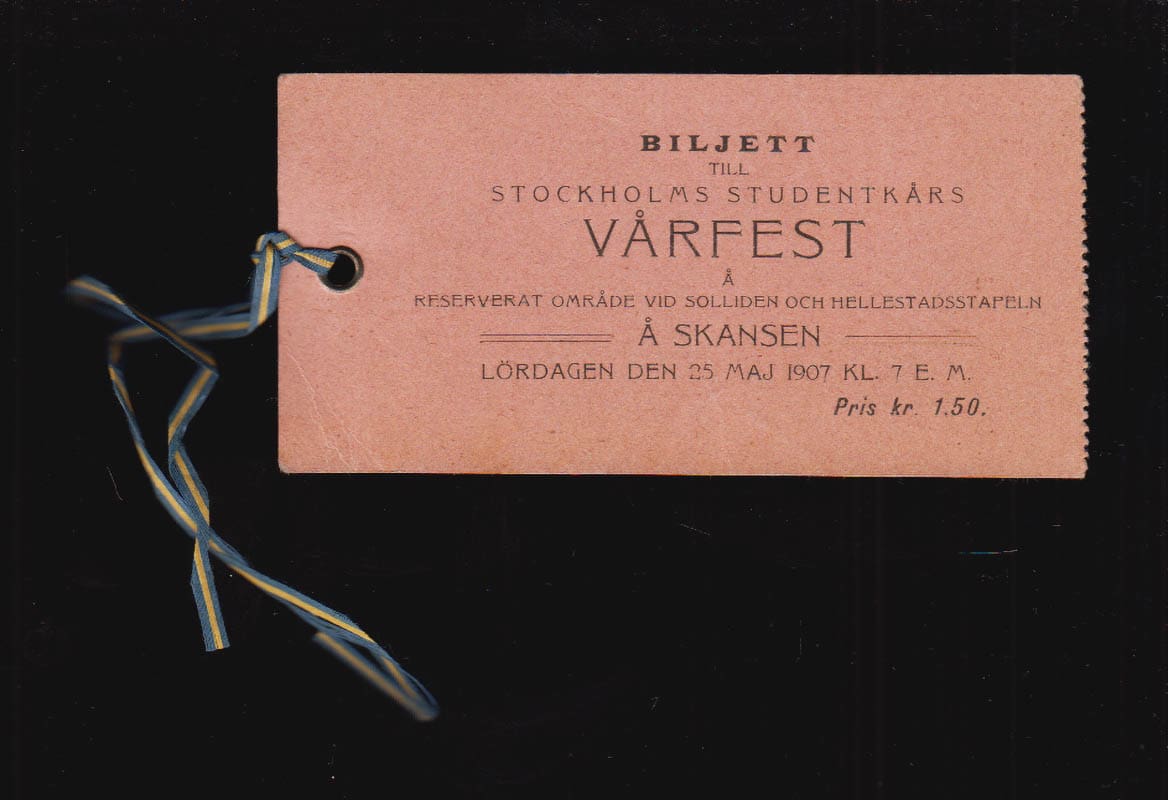 BILJETT
TILL
STOCKHOLMS STUDENTKÅRS
VÅRFEST
Å
RESERVERAT OMRÅDE VID SOLLIDEN OCH HELLESTADSSTAPELN
Å SKANSEN
LÖRDAGEN DEN 25 MAJ 1907 KL. 7 E. M.
Pris kr. 1.50.